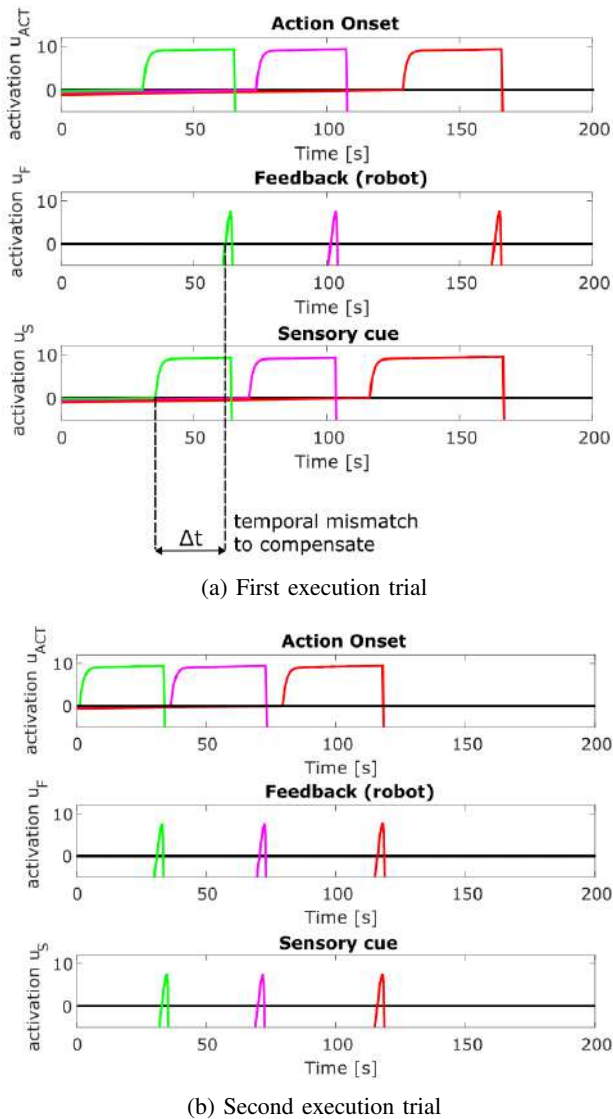 Action Onset
activation u_ACT
10
0
0 50 100 150 200
Time [s]
Feedback (robot)
activation u_F
10
0
0 50 100 150 200
Time [s]
Sensory cue
activation u_S
10
0
0 50 100 150 200
Time [s]
Δt
temporal mismatch
to compensate
(a) First execution trial
Action Onset
activation u_ACT
10
0
0 50 100 150 200
Time [s]
Feedback (robot)
activation u_F
10
0
0 50 100 150 200
Time [s]
Sensory cue
activation u_S
10
0
0 50 100 150 200
Time [s]
(b) Second execution trial